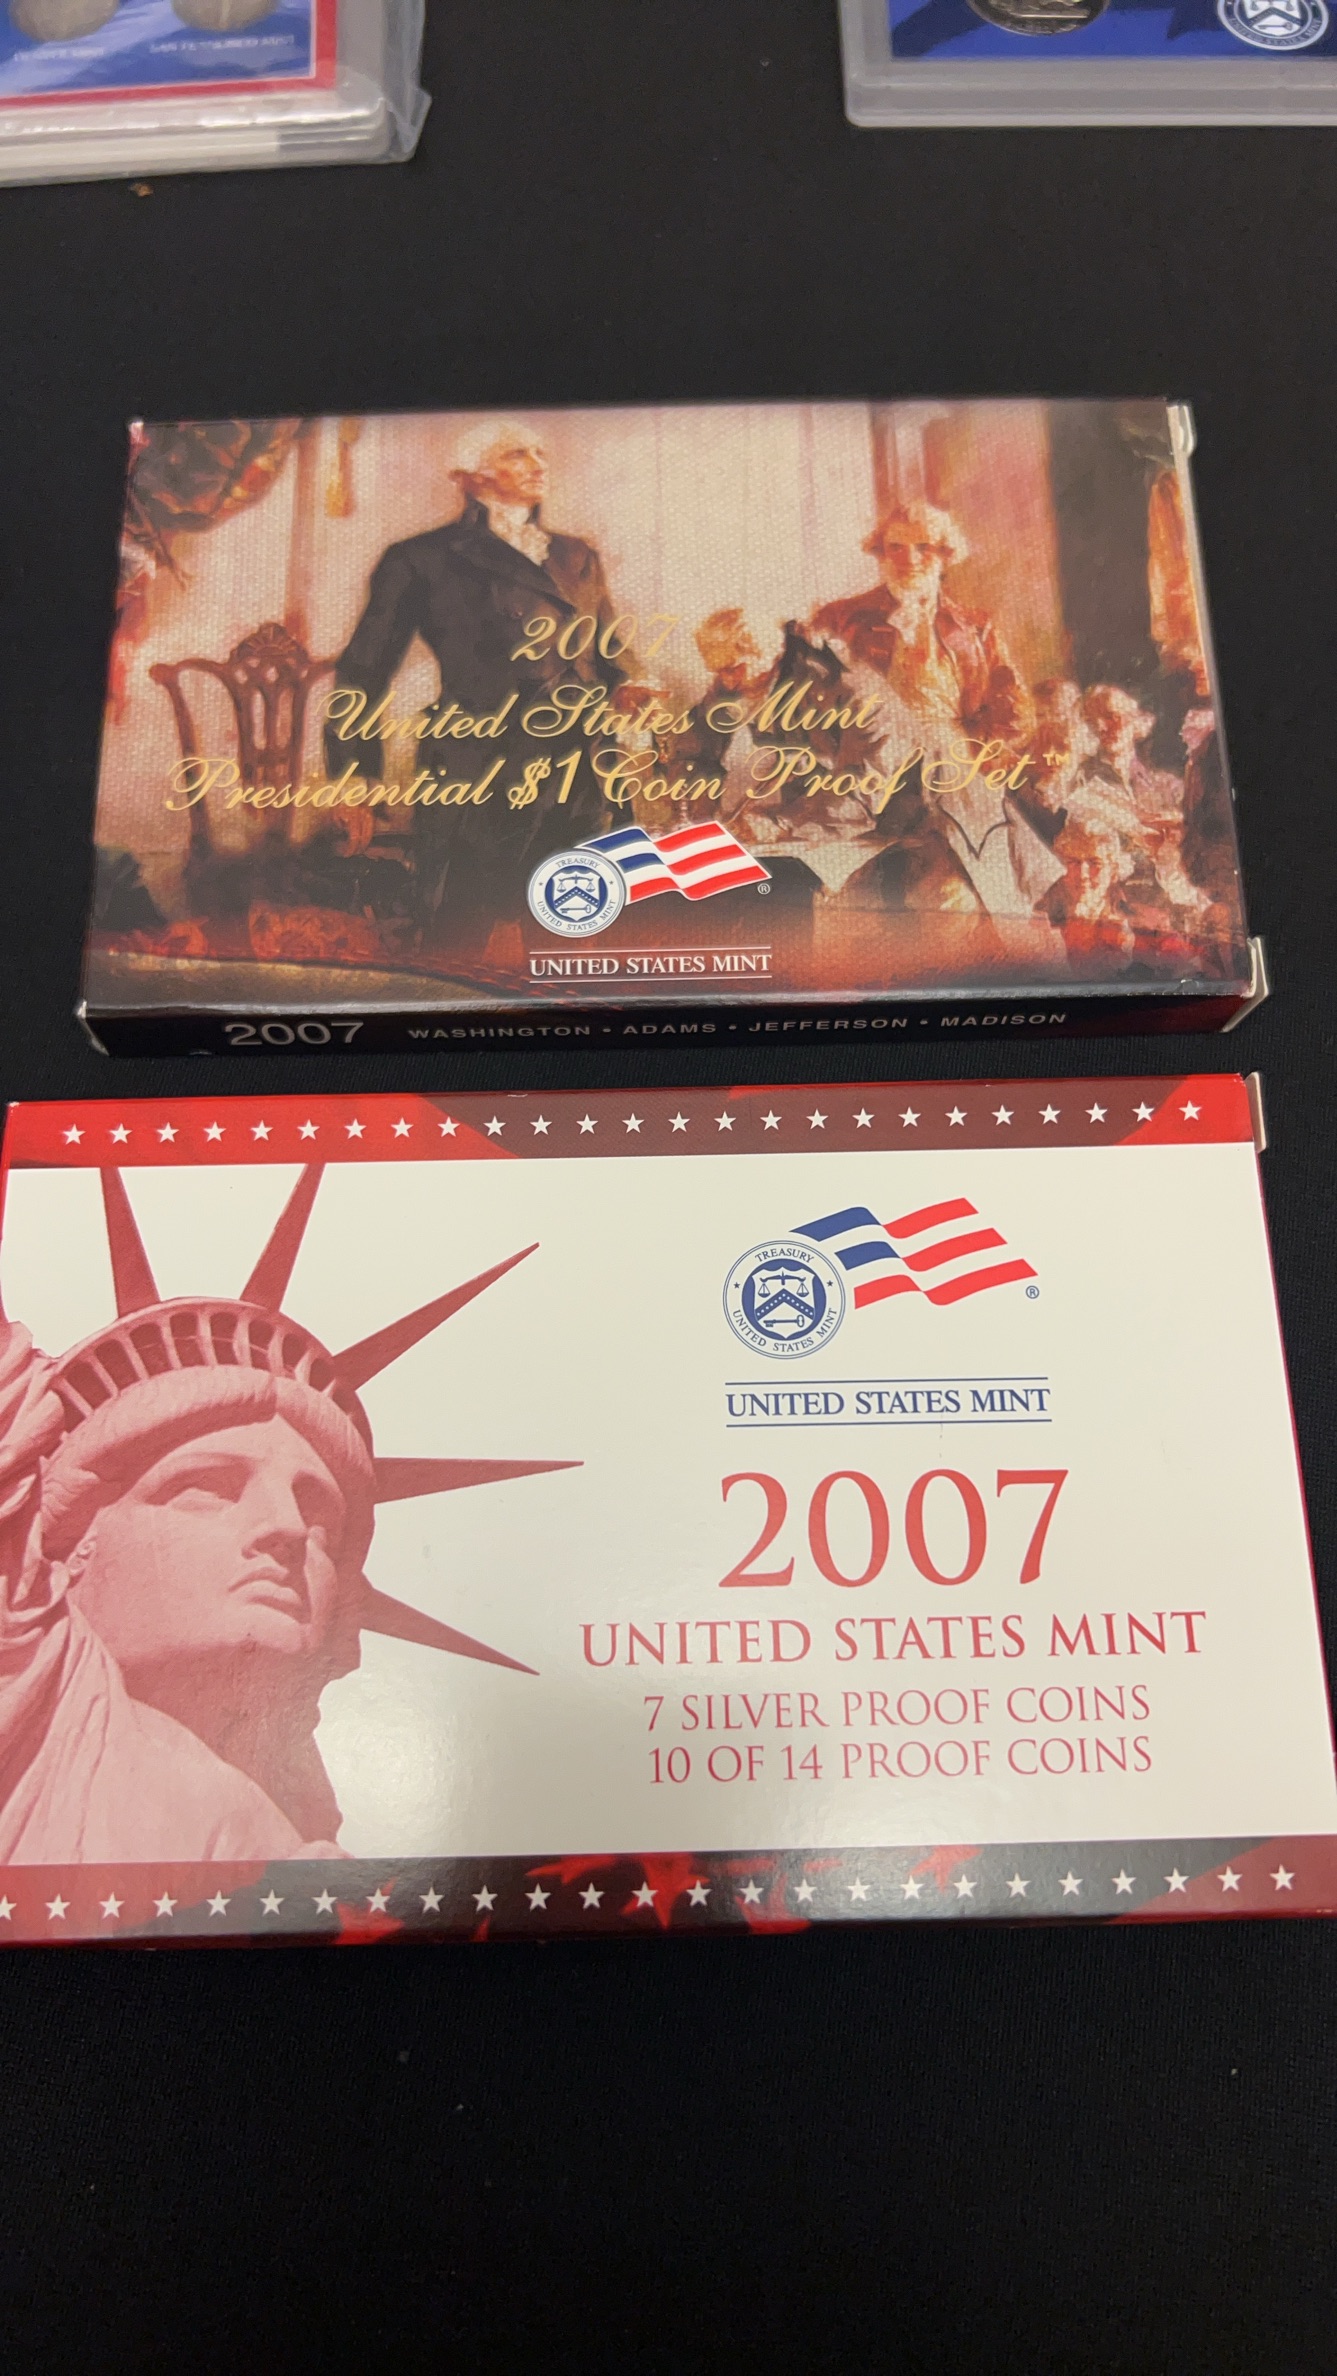 2007
United States Mint
Presidential $1 Coin Proof Set™
TREASURY
UNITED STATES MINT
®
UNITED STATES MINT
2007 WASHINGTON • ADAMS • JEFFERSON • MADISON
TREASURY
UNITED STATES MINT
®
UNITED STATES MINT
2007
UNITED STATES MINT
7 SILVER PROOF COINS
10 OF 14 PROOF COINS